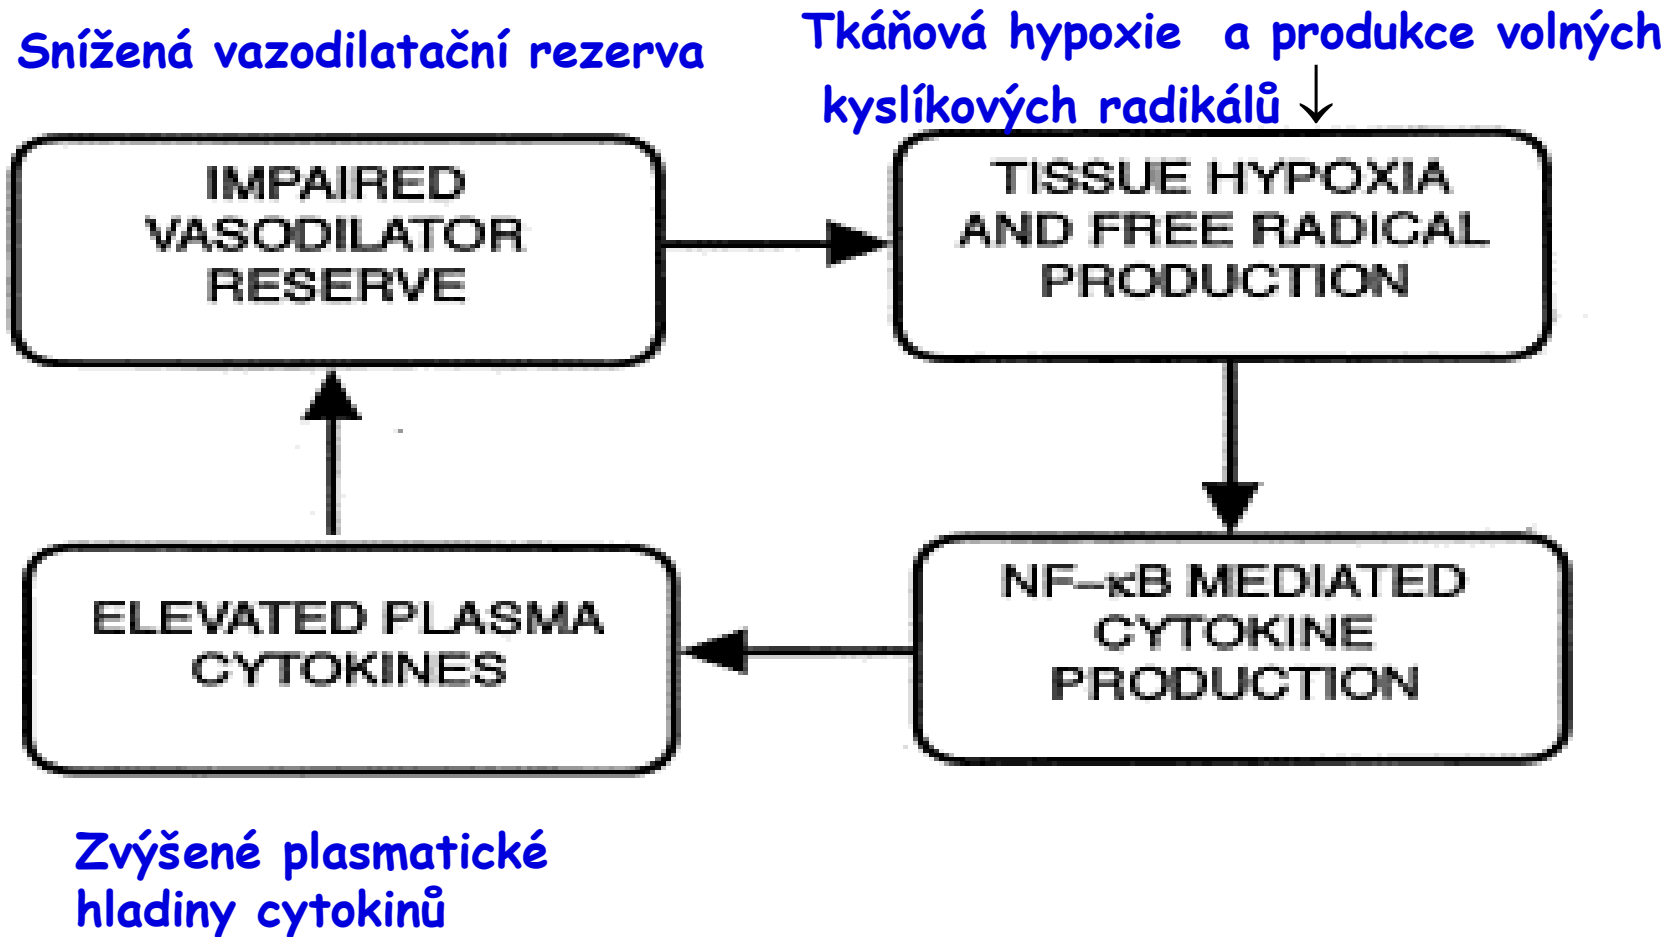 Snížená vazodilatační rezerva
Tkáňová hypoxie a produkce volných
kyslíkových radikálů ↓
IMPAIRED
VASODILATOR
RESERVE
TISSUE HYPOXIA
AND FREE RADICAL
PRODUCTION
ELEVATED PLASMA
CYTOKINES
NF-κB MEDIATED
CYTOKINE
PRODUCTION
Zvýšené plasmatické
hladiny cytokinů